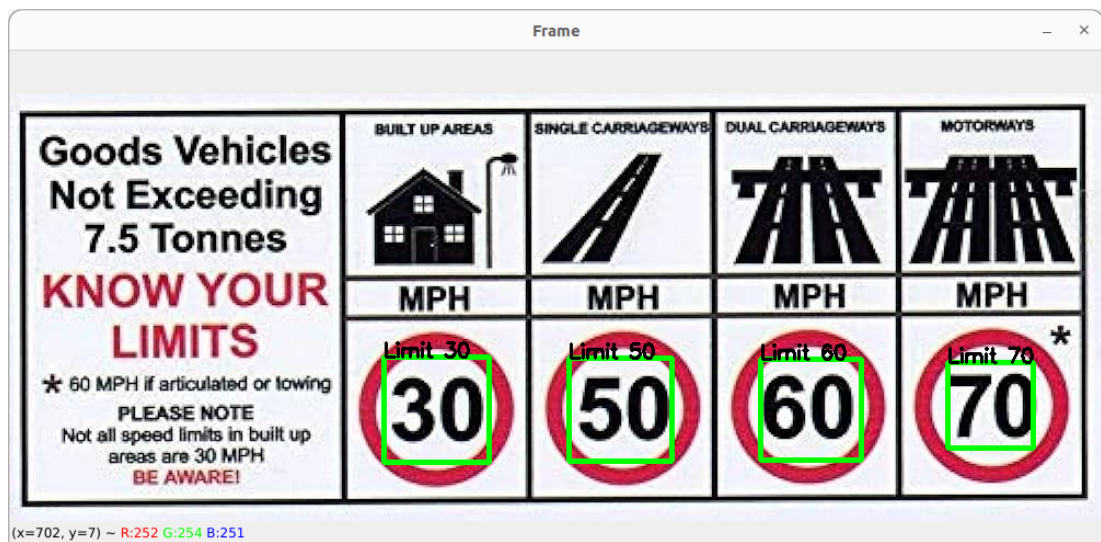 Frame
Goods Vehicles
Not Exceeding
7.5 Tonnes
KNOW YOUR
LIMITS
* 60 MPH if articulated or towing
PLEASE NOTE
Not all speed limits in built up
areas are 30 MPH
BE AWARE!
BUILT UP AREAS
SINGLE CARRIAGEWAYS
DUAL CARRIAGEWAYS
MOTORWAYS
MPH
MPH
MPH
MPH
Limit 30
30
Limit 50
50
Limit 60
60
Limit 70
70
*
(x=702, y=7) ~ R:252 G:254 B:251